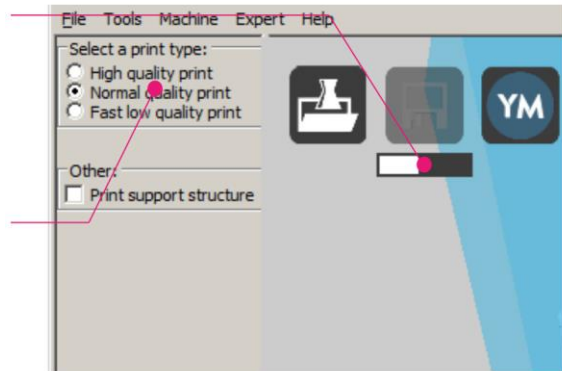 File Tools Machine Expert Help
Select a print type:
High quality print
Normal quality print
Fast low quality print
YM
Other:
Print support structure